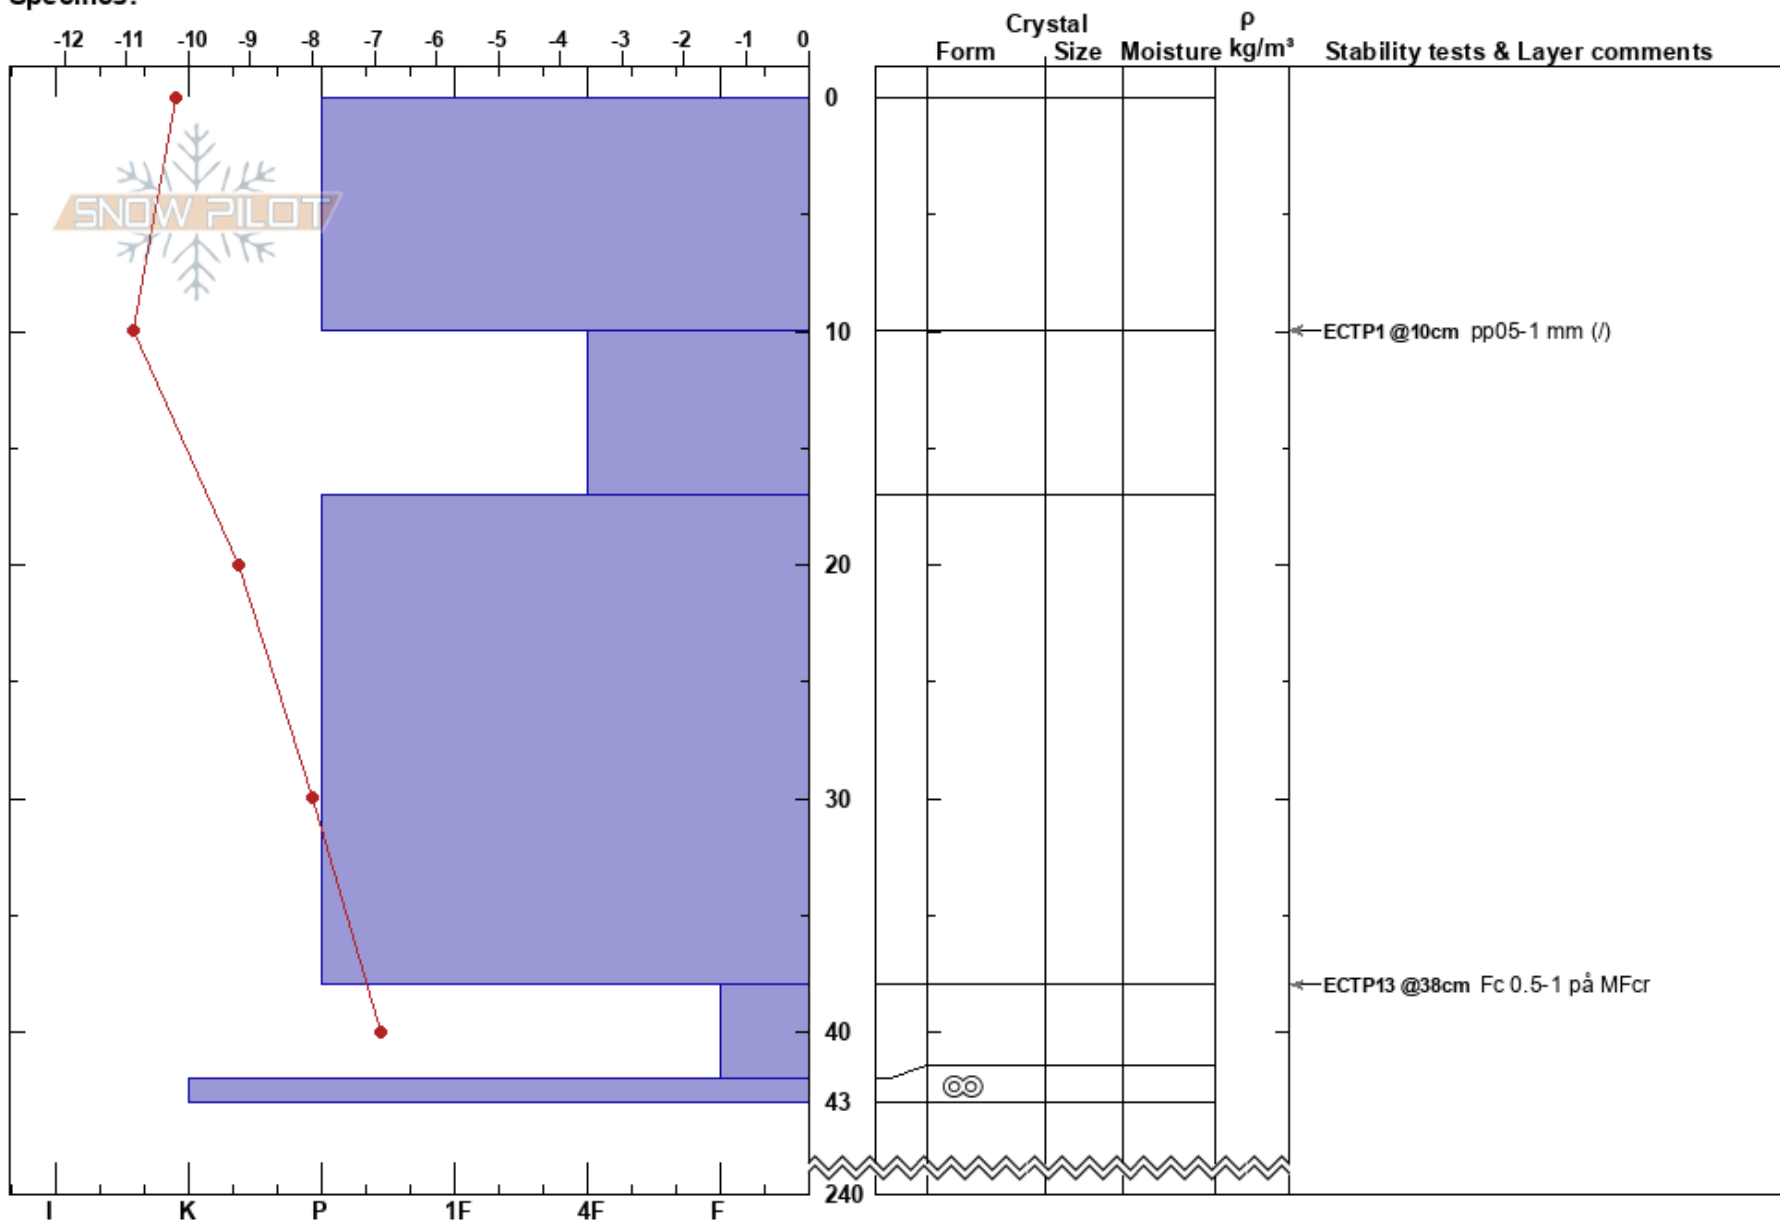 Specifics:
-12 -11 -10 -9 -8 -7 -6 -5 -4 -3 -2 -1 0
Crystal ρ
Form Size Moisture kg/m³ Stability tests & Layer comments
0
SNOW PILOT
10 ECTP1 @10cm pp05-1 mm (/)
20
30
ECTP13 @38cm Fc 0.5-1 på MFcr
40
43
240
I K P 1F 4F F